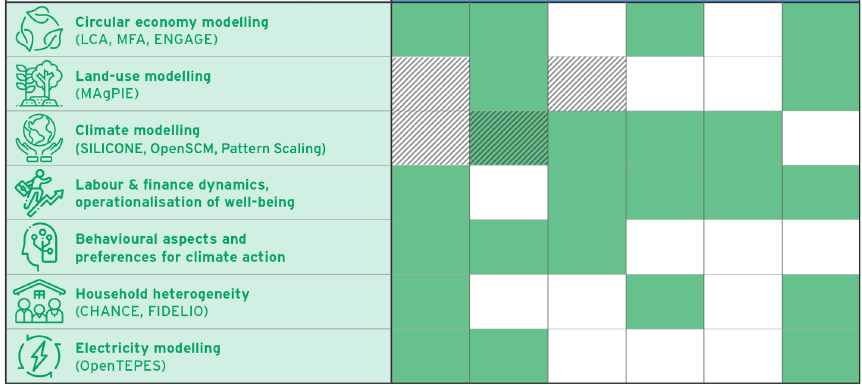 Circular economy modelling
(LCA, MFA, ENGAGE)
Land-use modelling
(MAgPIE)
Climate modelling
(SILICONE, OpenSCM, Pattern Scaling)
Labour & finance dynamics,
operationalisation of well-being
Behavioural aspects and
preferences for climate action
Household heterogeneity
(CHANCE, FIDELIO)
Electricity modelling
(OpenTEPES)